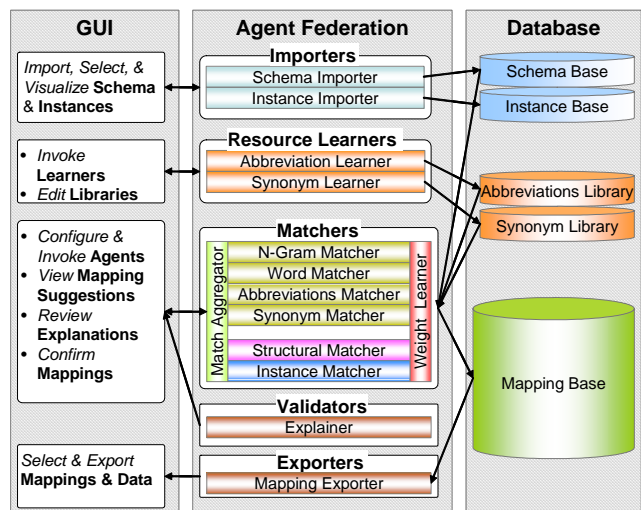 GUI
Import, Select, &
Visualize Schema
& Instances
• Invoke
Learners
• Edit Libraries
• Configure &
Invoke Agents
• View Mapping
Suggestions
• Review
Explanations
• Confirm
Mappings
Select & Export
Mappings & Data
Agent Federation
Importers
Schema Importer
Instance Importer
Resource Learners
Abbreviation Learner
Synonym Learner
Matchers
Match Aggregator
N-Gram Matcher
Word Matcher
Abbreviations Matcher
Synonym Matcher
Structural Matcher
Instance Matcher
Weight Learner
Validators
Explainer
Exporters
Mapping Exporter
Database
Schema Base
Instance Base
Abbreviations Library
Synonym Library
Mapping Base